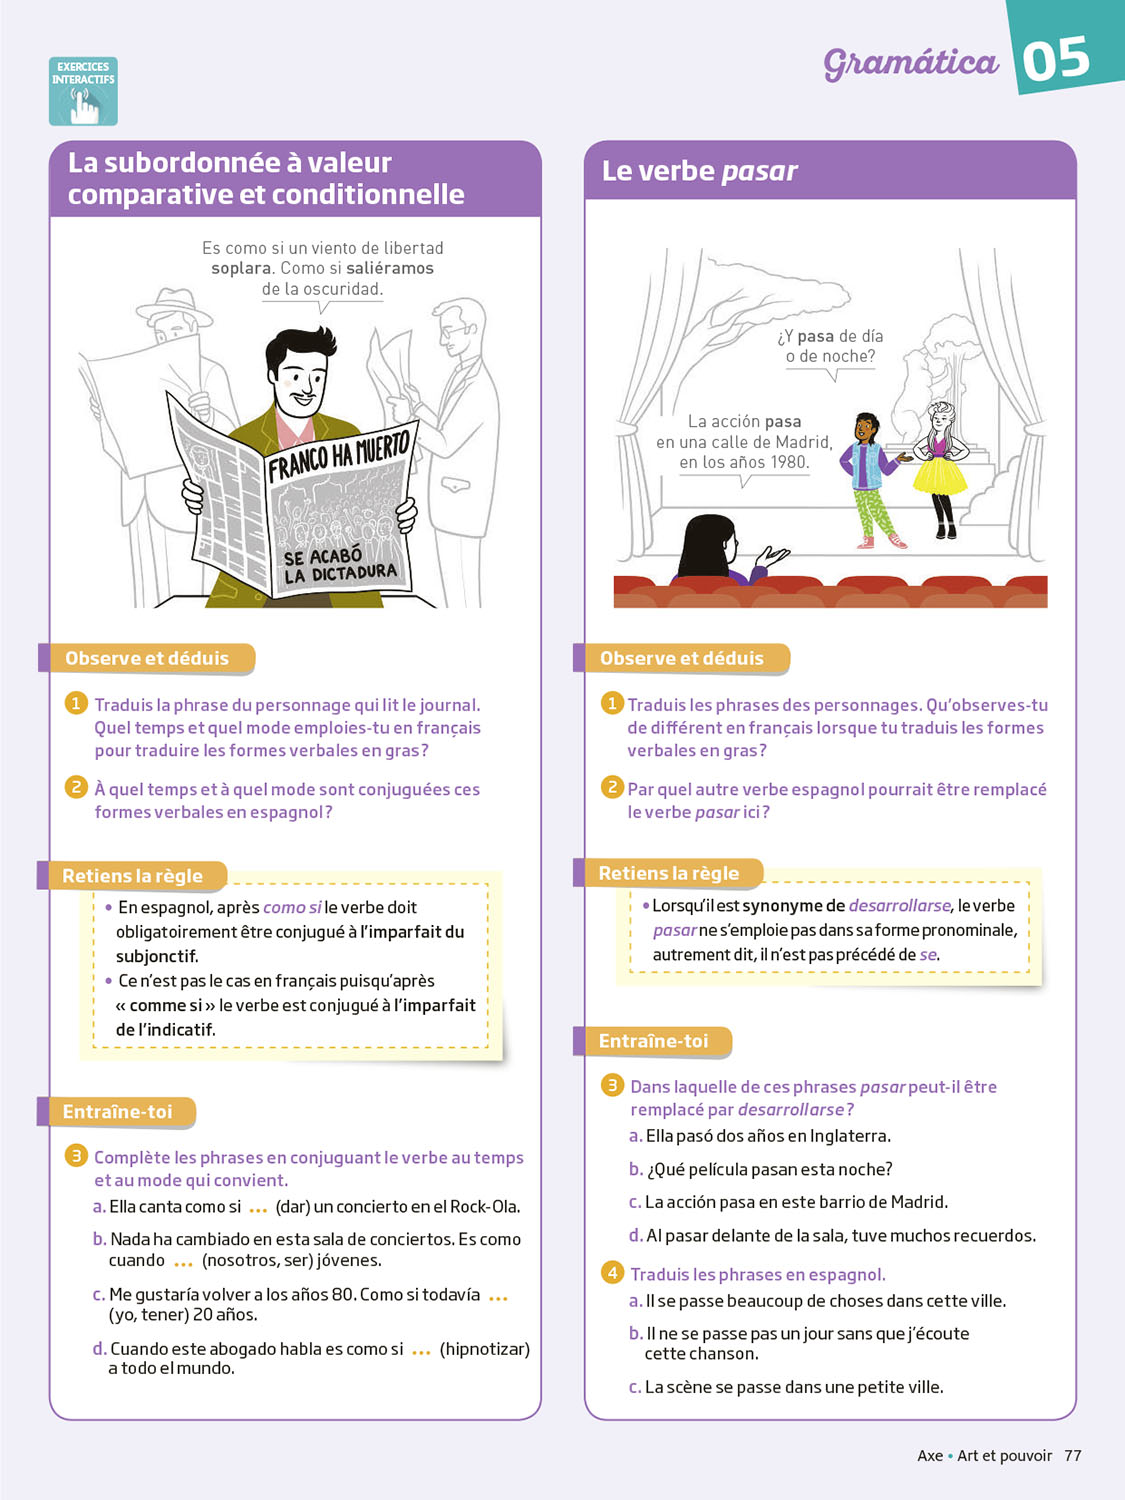 EXERCICES
INTERACTIFS
Gramática
05
La subordonnée à valeur
comparative et conditionnelle
Es como si un viento de libertad
soplara. Como si saliéramos
de la oscuridad.
FRANCO HA MUERTO
SE ACABÓ
LA DICTADURA
Observe et déduis
1 Traduis la phrase du personnage qui lit le journal.
Quel temps et quel mode emploies-tu en français
pour traduire les formes verbales en gras ?
2 À quel temps et à quel mode sont conjuguées ces
formes verbales en espagnol ?
Retiens la règle
• En espagnol, après como si le verbe doit
obligatoirement être conjugué à l'imparfait du
subjonctif.
• Ce n'est pas le cas en français puisqu'après
« comme si » le verbe est conjugué à l'imparfait
de l'indicatif.
Entraîne-toi
3 Complète les phrases en conjuguant le verbe au temps
et au mode qui convient.
a. Ella canta como si ... (dar) un concierto en el Rock-Ola.
b. Nada ha cambiado en esta sala de conciertos. Es como
cuando ... (nosotros, ser) jóvenes.
c. Me gustaría volver a los años 80. Como si todavía ...
(yo, tener) 20 años.
d. Cuando este abogado habla es como si ... (hipnotizar)
a todo el mundo.
Le verbe pasar
¿Y pasa de día
o de noche?
La acción pasa
en una calle de Madrid,
en los años 1980.
Observe et déduis
1 Traduis les phrases des personnages. Qu'observes-tu
de différent en français lorsque tu traduis les formes
verbales en gras ?
2 Par quel autre verbe espagnol pourrait être remplacé
le verbe pasar ici ?
Retiens la règle
• Lorsqu'il est synonyme de desarrollarse, le verbe
pasar ne s'emploie pas dans sa forme pronominale,
autrement dit, il n'est pas précédé de se.
Entraîne-toi
3 Dans laquelle de ces phrases pasar peut-il être
remplacé par desarrollarse ?
a. Ella pasó dos años en Inglaterra.
b. ¿Qué película pasan esta noche?
c. La acción pasa en este barrio de Madrid.
d. Al pasar delante de la sala, tuve muchos recuerdos.
4 Traduis les phrases en espagnol.
a. Il se passe beaucoup de choses dans cette ville.
b. Il ne se passe pas un jour sans que j'écoute
cette chanson.
c. La scène se passe dans une petite ville.
Axe • Art et pouvoir 77